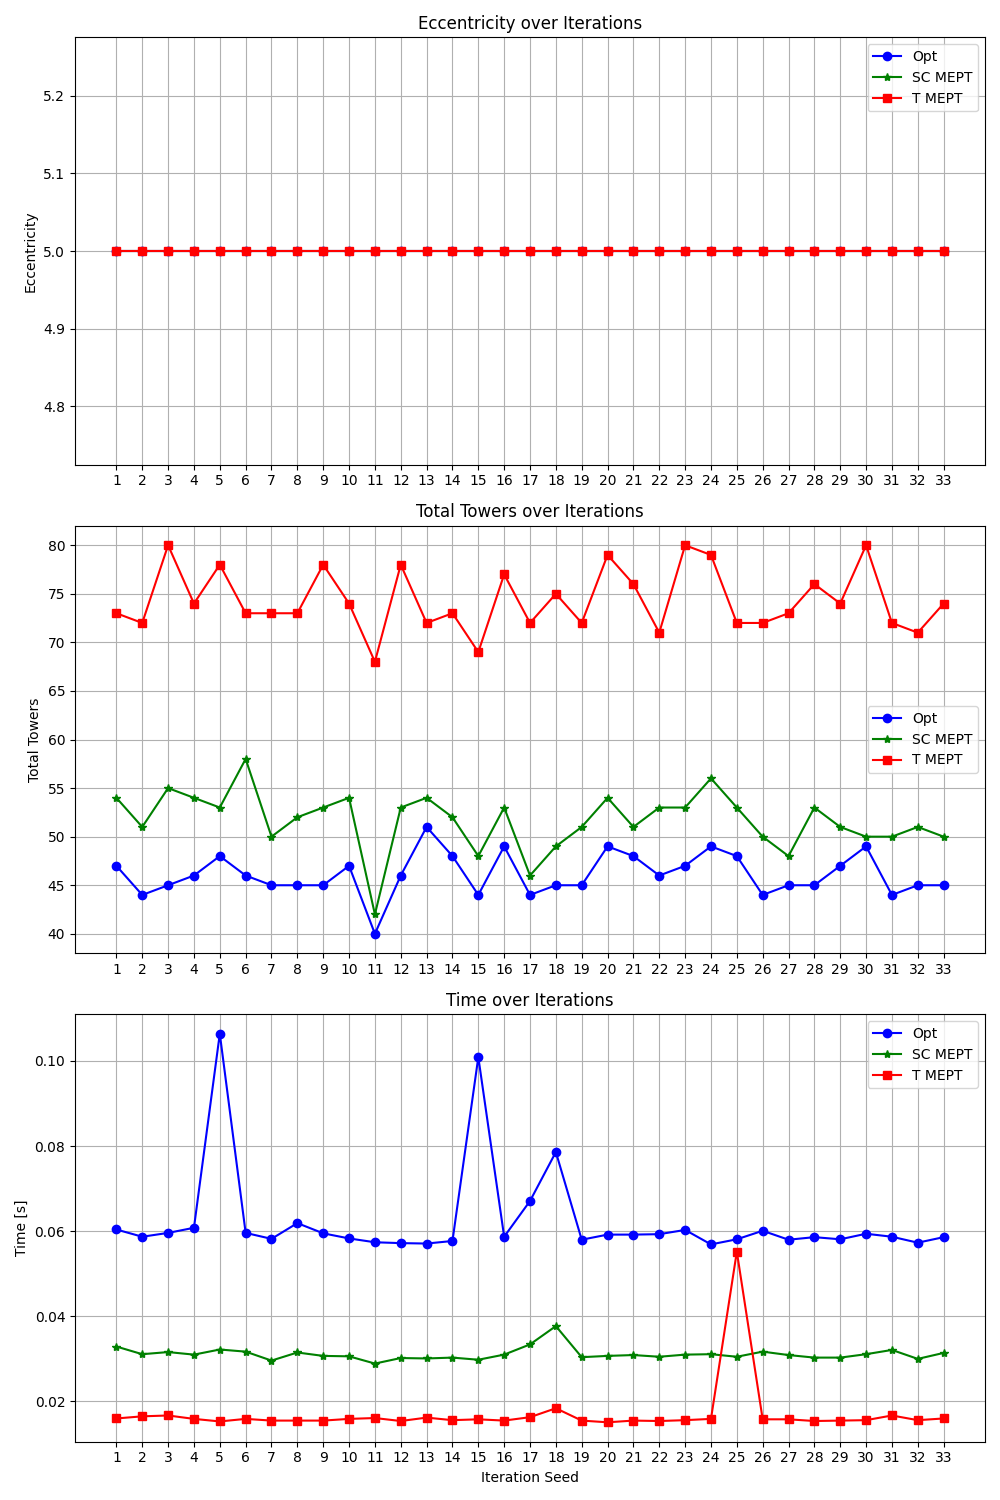 Eccentricity over Iterations
Opt
SC MEPT
T MEPT
Eccentricity
5.2
5.1
5.0
4.9
4.8
1 2 3 4 5 6 7 8 9 10 11 12 13 14 15 16 17 18 19 20 21 22 23 24 25 26 27 28 29 30 31 32 33
Total Towers over Iterations
Total Towers
80
75
70
65
60
55
50
45
40
Opt
SC MEPT
T MEPT
1 2 3 4 5 6 7 8 9 10 11 12 13 14 15 16 17 18 19 20 21 22 23 24 25 26 27 28 29 30 31 32 33
Time over Iterations
Opt
SC MEPT
T MEPT
Time [s]
0.10
0.08
0.06
0.04
0.02
1 2 3 4 5 6 7 8 9 10 11 12 13 14 15 16 17 18 19 20 21 22 23 24 25 26 27 28 29 30 31 32 33
Iteration Seed